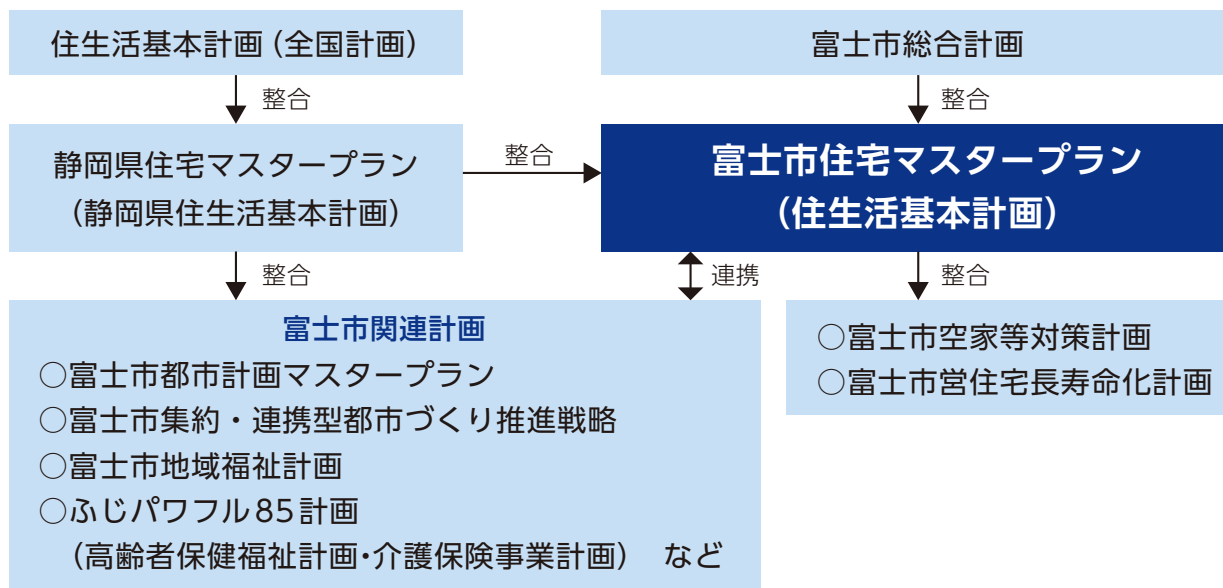 住生活基本計画（全国計画）
富士市総合計画
整合
整合
静岡県住宅マスタープラン
（静岡県住生活基本計画）
整合
富士市住宅マスタープラン
（住生活基本計画）
整合
連携
整合
富士市関連計画
○富士市都市計画マスタープラン
○富士市集約・連携型都市づくり推進戦略
○富士市地域福祉計画
○ふじパワフル85計画
（高齢者保健福祉計画・介護保険事業計画）　など
○富士市空家等対策計画
○富士市営住宅長寿命化計画